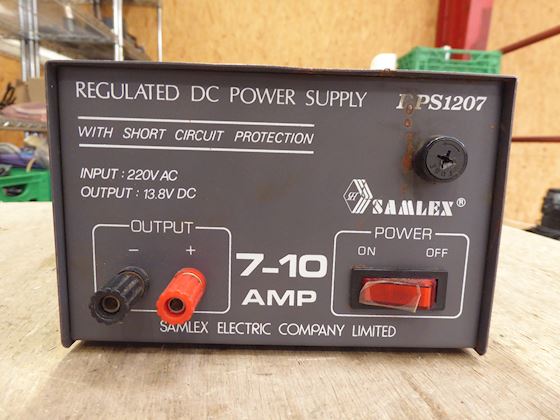 REGULATED DC POWER SUPPLY RPS1207
WITH SHORT CIRCUIT PROTECTION
INPUT : 220V AC
OUTPUT : 13.8V DC
SAMLEX®
OUTPUT
- +
7-10
AMP
POWER
ON OFF
SAMLEX ELECTRIC COMPANY LIMITED